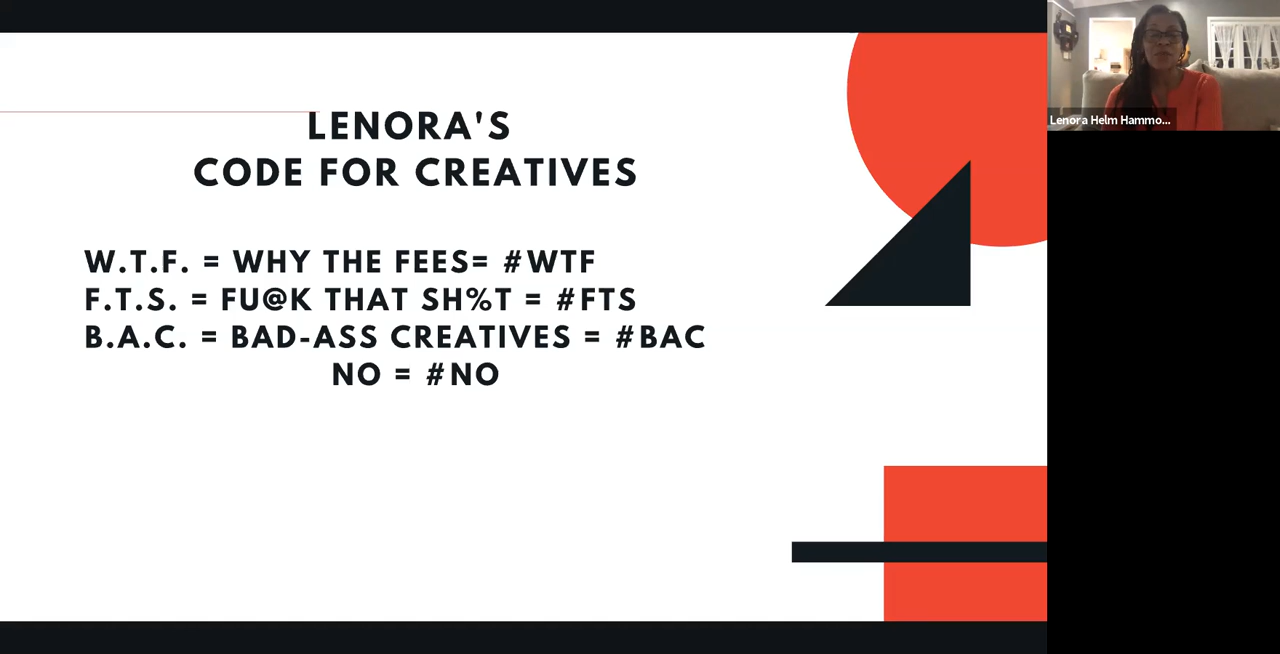 LENORA'S
CODE FOR CREATIVES
W.T.F. = WHY THE FEES= #WTF
F.T.S. = FU@K THAT SH%T = #FTS
B.A.C. = BAD-ASS CREATIVES = #BAC
NO = #NO
Lenora Helm Hammo...